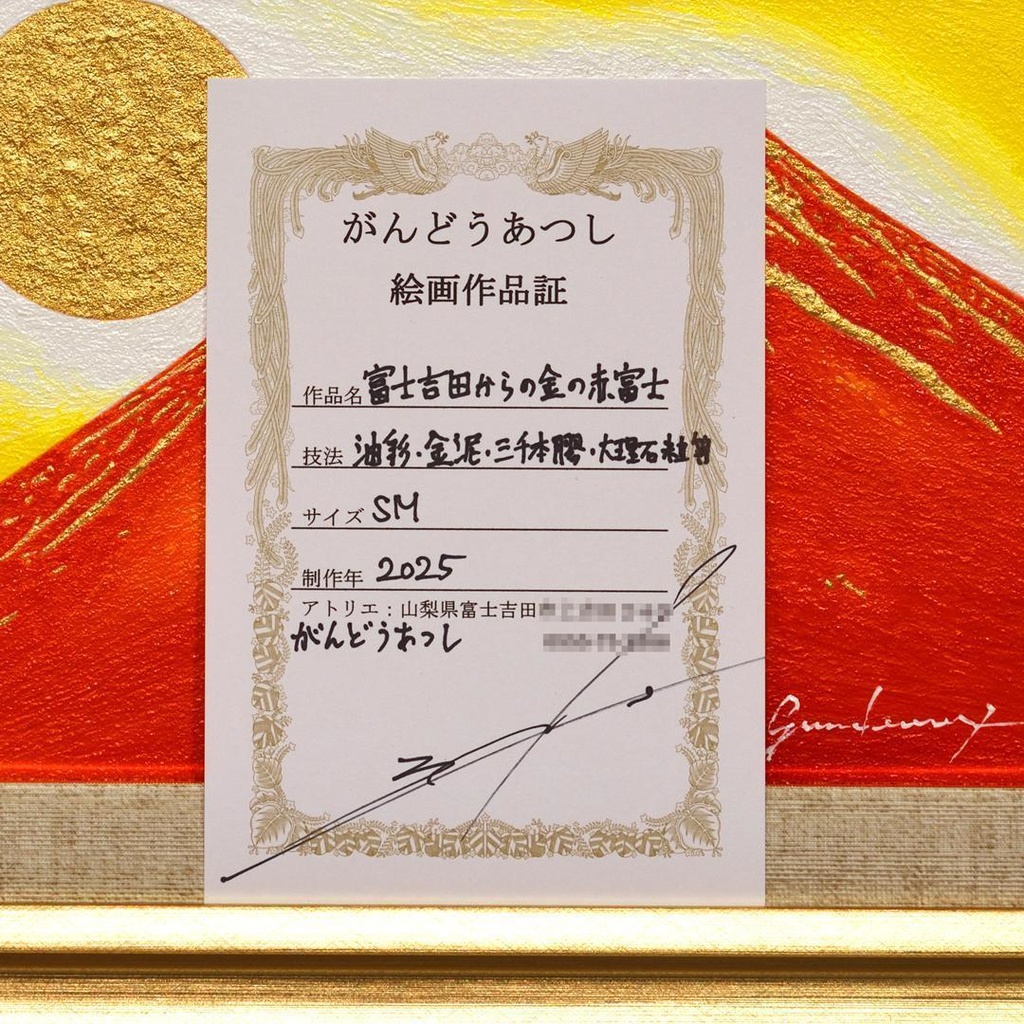 がんどうあつし
絵画作品証
作品名 富士吉田からの金の赤富士
技法 油彩・金泥・三千本膠・大理石粒
サイズ SM
制作年 2025
アトリエ：山梨県富士吉田
がんどうあつし